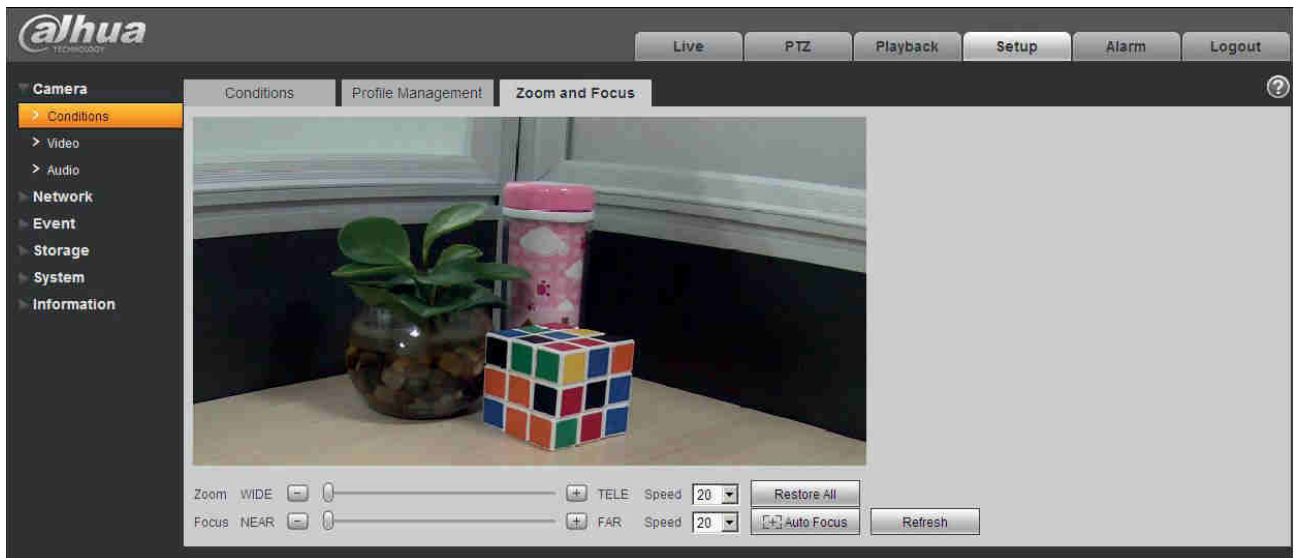 alhua
TECHNOLOGY
Live PTZ Playback Setup Alarm Logout
Camera
Conditions
Video
Audio
Network
Event
Storage
System
Information
Conditions Profile Management Zoom and Focus ?
Zoom WIDE - + TELE Speed 20 Restore All
Focus NEAR - + FAR Speed 20 [+] Auto Focus Refresh